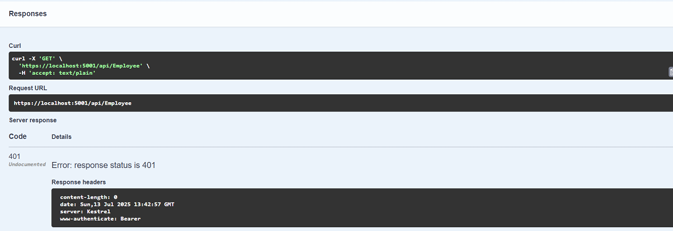 Responses
Curl
curl -X 'GET' \
'https://localhost:5001/api/Employee' \
-H 'accept: text/plain'
Request URL
https://localhost:5001/api/Employee
Server response
Code Details
401
Undocumented
Error: response status is 401
Response headers
content-length: 0
date: Sun,13 Jul 2025 13:42:57 GMT
server: Kestrel
www-authenticate: Bearer